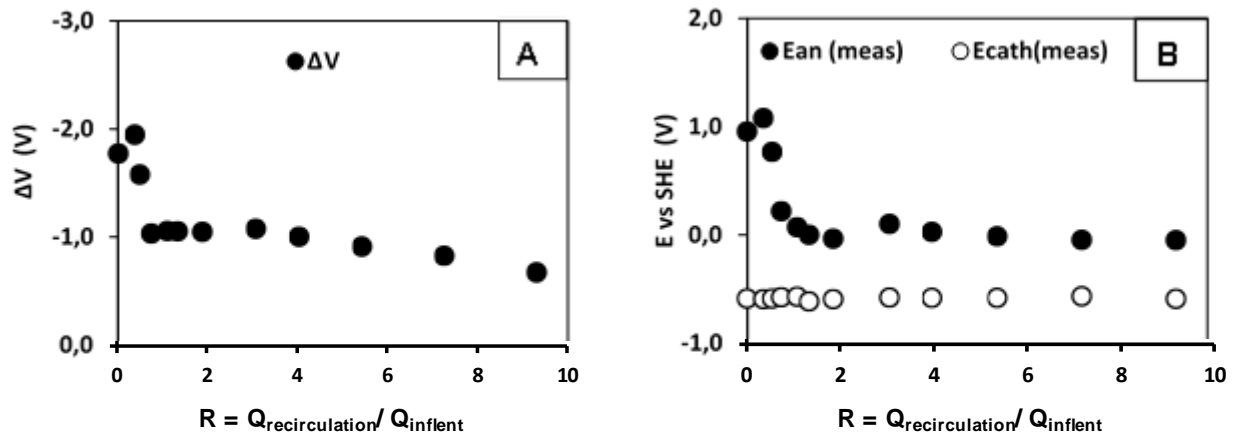 -3,0
-2,0
-1,0
0,0
ΔV (V)
A
ΔV
0 2 4 6 8 10
R = Qrecirculation/ Qinflent
2,0
1,0
0,0
-1,0
E vs SHE (V)
B
Ean (meas) Ecath(meas)
0 2 4 6 8 10
R = Qrecirculation/ Qinflent